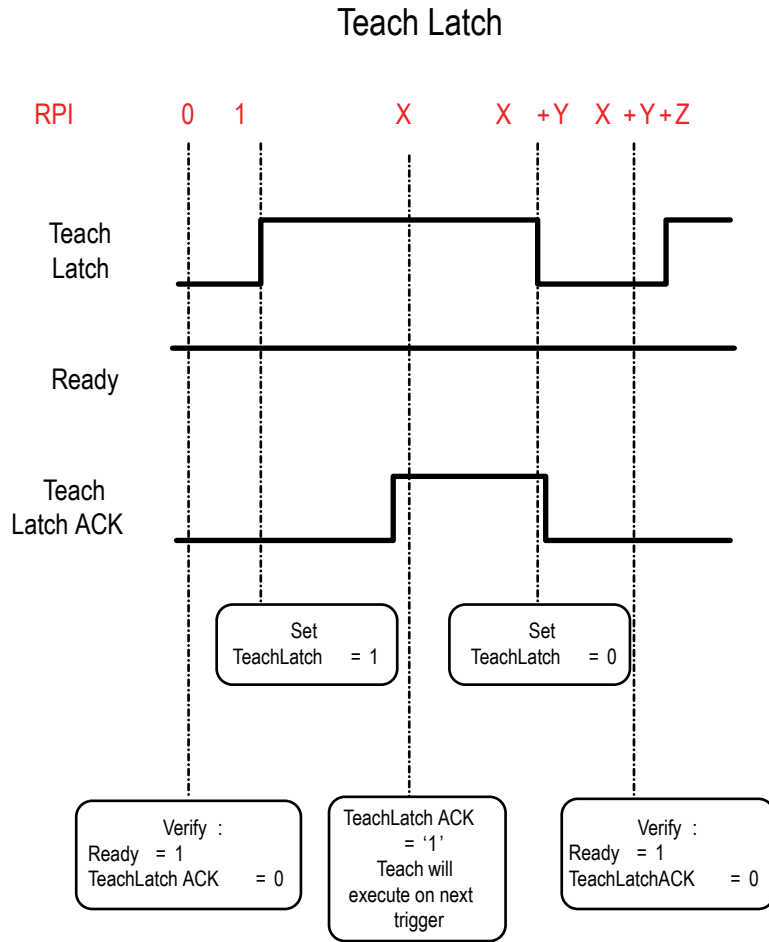 Teach Latch
RPI 0 1 X X +Y X +Y+Z
Teach
Latch
Ready
Teach
Latch ACK
Set
TeachLatch = 1
Set
TeachLatch = 0
Verify :
Ready = 1
TeachLatch ACK = 0
TeachLatch ACK
= ‘1’
Teach will
execute on next
trigger
Verify :
Ready = 1
TeachLatchACK = 0